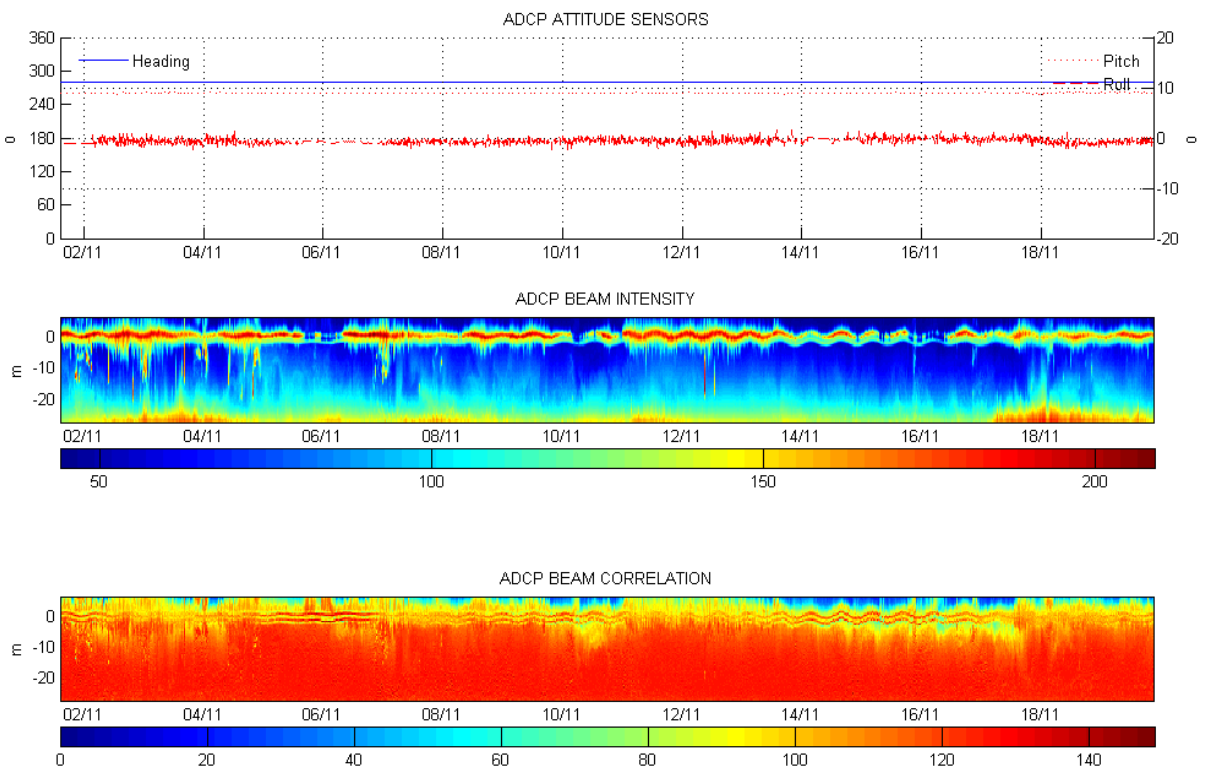 ADCP ATTITUDE SENSORS
360 20
Heading Pitch
300
Roll
10
240
180 0
0 0
120
-10
60
0 -20
02/11 04/11 06/11 08/11 10/11 12/11 14/11 16/11 18/11
ADCP BEAM INTENSITY
0
m
-10
-20
02/11 04/11 06/11 08/11 10/11 12/11 14/11 16/11 18/11
50 100 150 200
ADCP BEAM CORRELATION
0
m
-10
-20
02/11 04/11 06/11 08/11 10/11 12/11 14/11 16/11 18/11
0 20 40 60 80 100 120 140